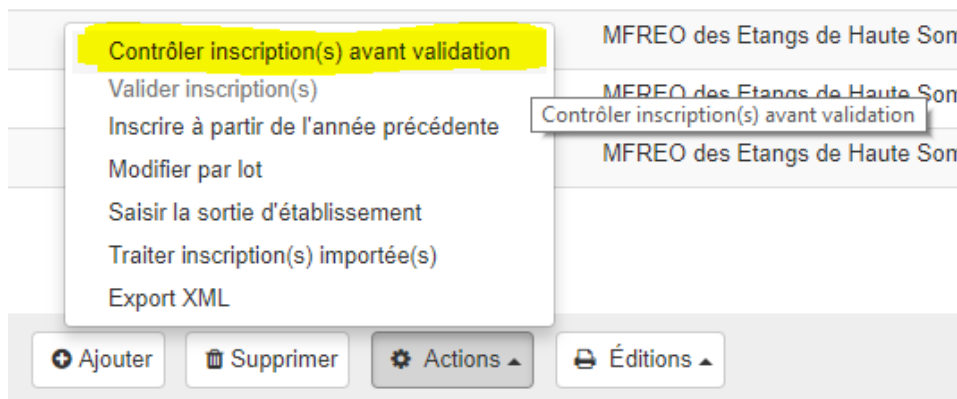 MFREO des Etangs de Haute Som
Contrôler inscription(s) avant validation
Valider inscription(s)
MFREO des Etangs de Haute Som
Contrôler inscription(s) avant validation
Inscrire à partir de l'année précédente
MFREO des Etangs de Haute Som
Modifier par lot
Saisir la sortie d'établissement
Traiter inscription(s) importée(s)
Export XML
Ajouter
Supprimer
Actions
Éditions